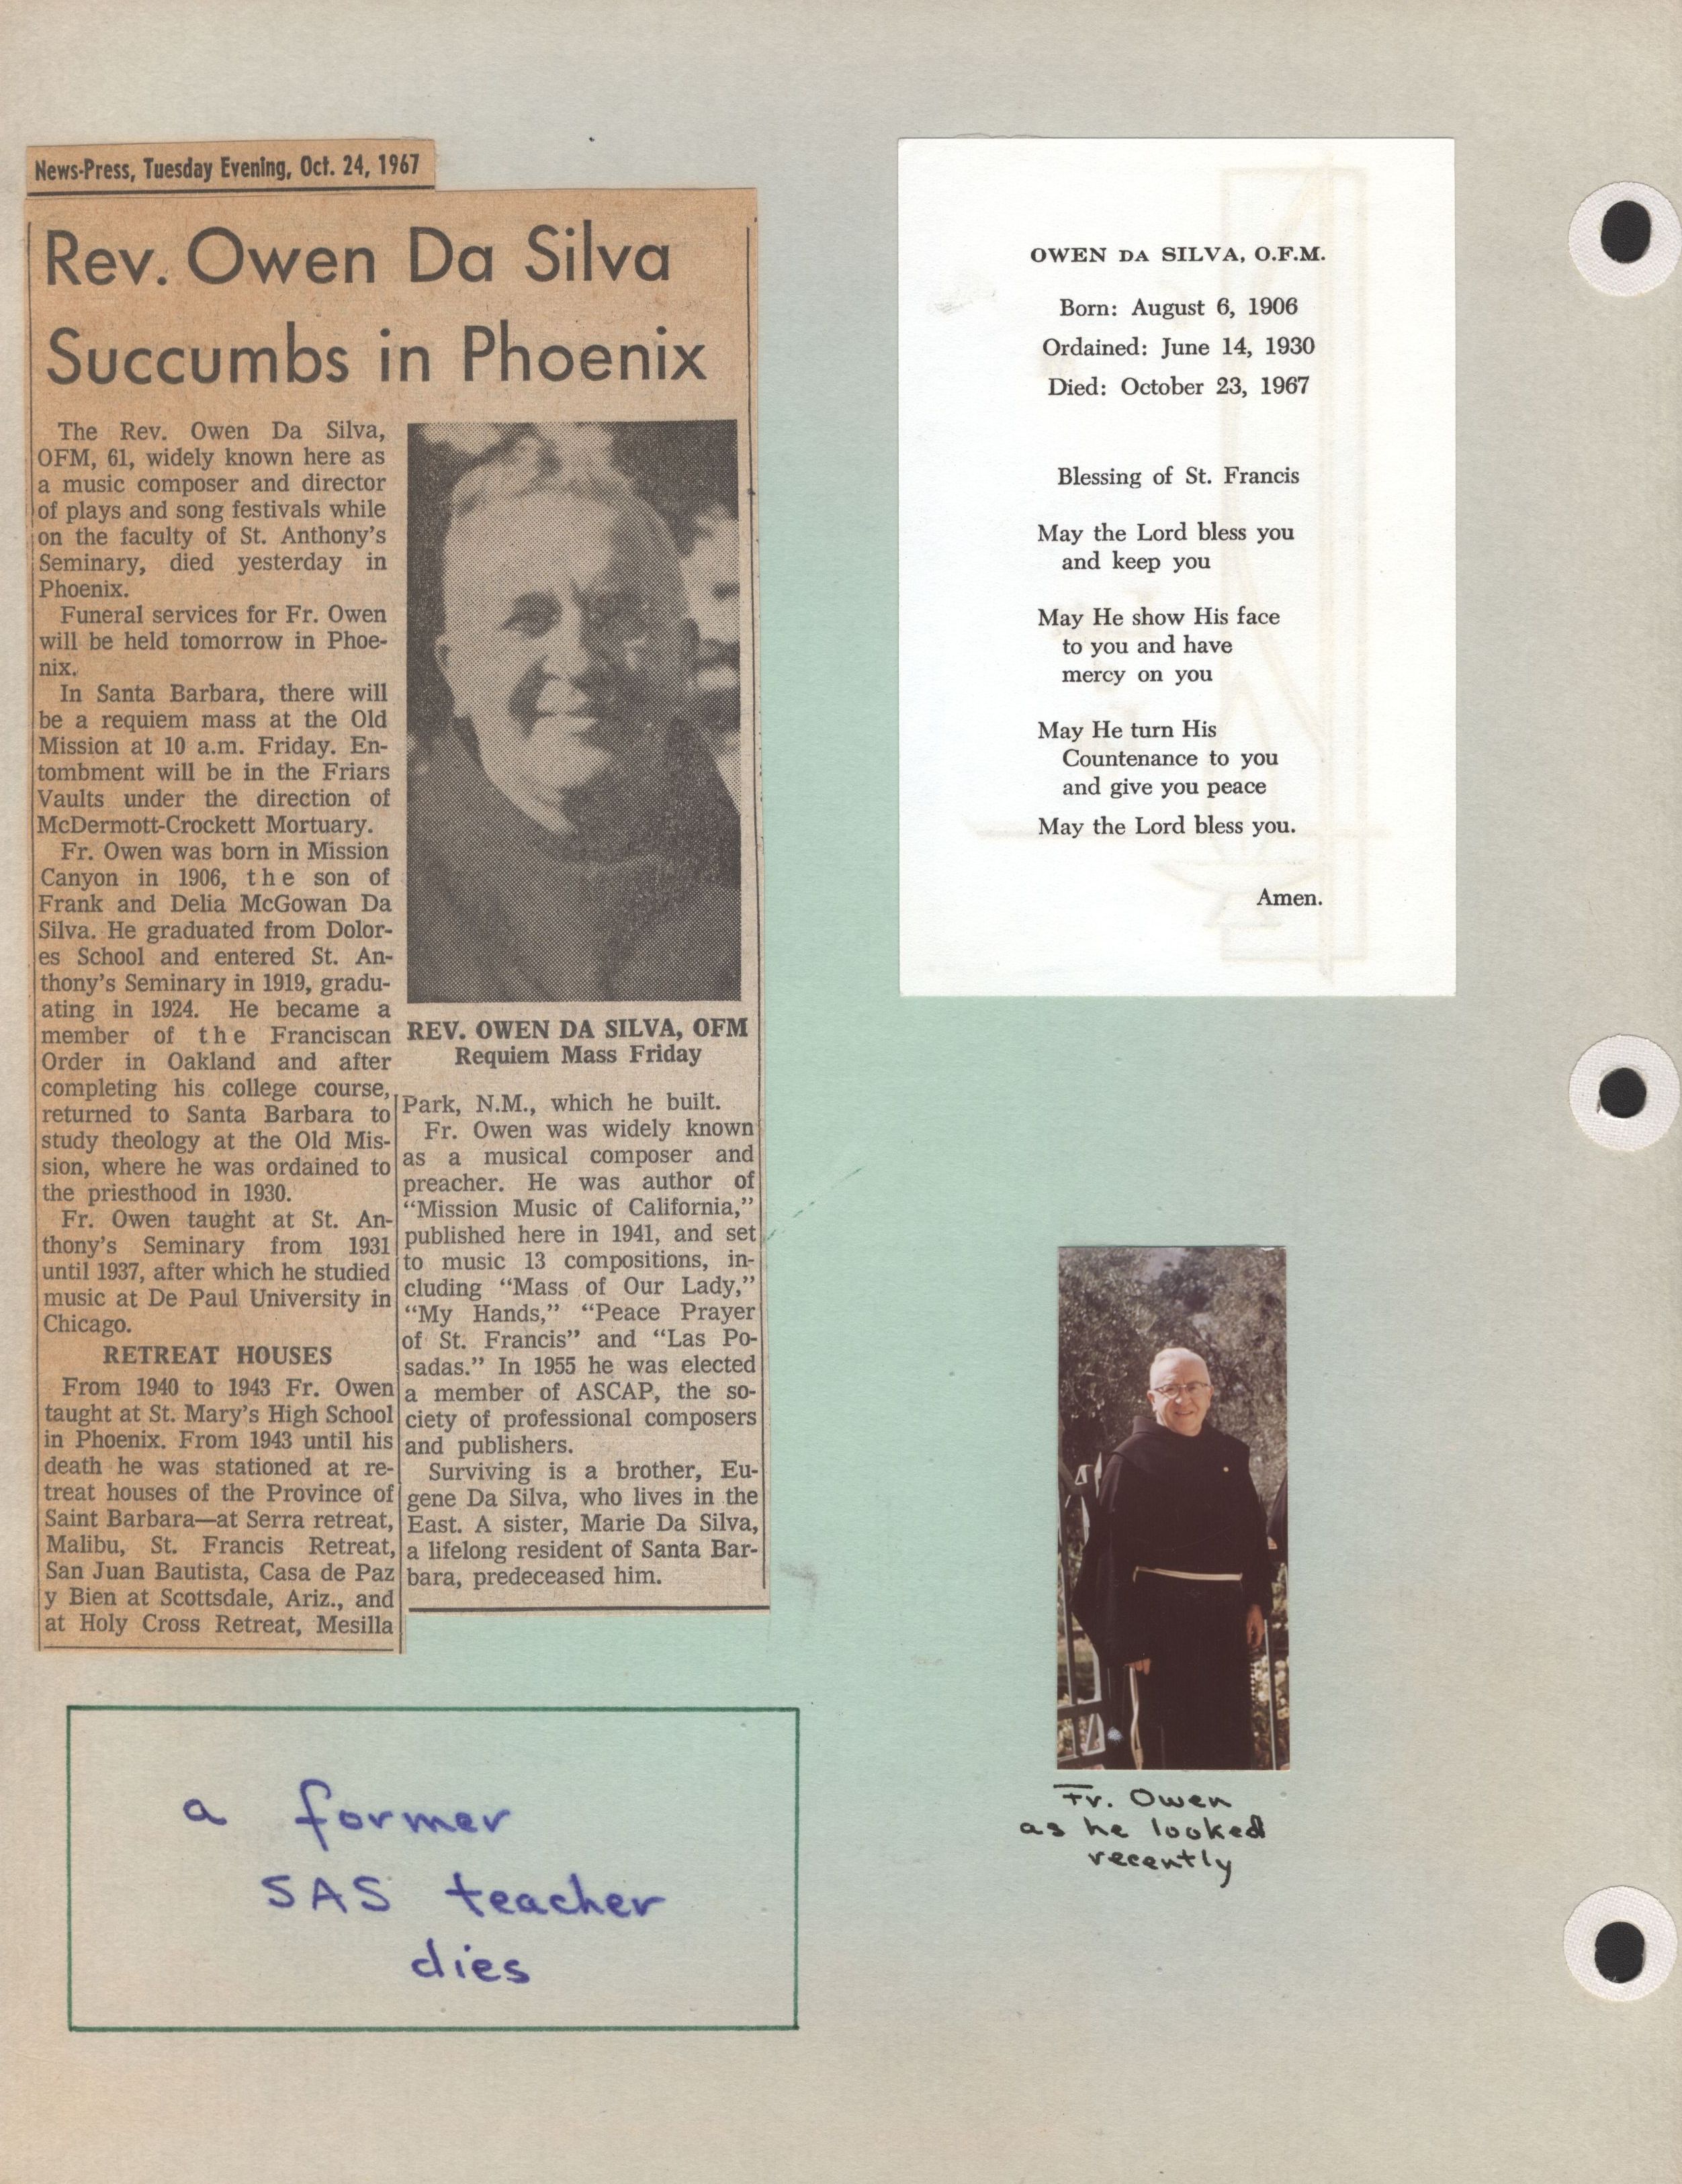 News-Press, Tuesday Evening, Oct. 24, 1967
Rev. Owen Da Silva
Succumbs in Phoenix
The Rev. Owen Da Silva,
OFM, 61, widely known here as
a music composer and director
of plays and song festivals while
on the faculty of St. Anthony's
Seminary, died yesterday in
Phoenix.
Funeral services for Fr. Owen
will be held tomorrow in Phoe-
nix.
In Santa Barbara, there will
be a requiem mass at the Old
Mission at 10 a.m. Friday. En-
tombment will be in the Friars
Vaults under the direction of
McDermott-Crockett Mortuary.
Fr. Owen was born in Mission
Canyon in 1906, the son of
Frank and Delia McGowan Da
Silva. He graduated from Dolor-
es School and entered St. An-
thony's Seminary in 1919, gradu-
ating in 1924. He became a
member of the Franciscan
Order in Oakland and after
completing his college course,
returned to Santa Barbara to
study theology at the Old Mis-
sion, where he was ordained to
the priesthood in 1930.
Fr. Owen taught at St. An-
thony's Seminary from 1931
until 1937, after which he studied
music at De Paul University in
Chicago.
RETREAT HOUSES
From 1940 to 1943 Fr. Owen
taught at St. Mary's High School
in Phoenix. From 1943 until his
death he was stationed at re-
treat houses of the Province of
Saint Barbara—at Serra retreat,
Malibu, St. Francis Retreat,
San Juan Bautista, Casa de Paz
y Bien at Scottsdale, Ariz., and
at Holy Cross Retreat, Mesilla
REV. OWEN DA SILVA, OFM
Requiem Mass Friday
Park, N.M., which he built.
Fr. Owen was widely known
as a musical composer and
preacher. He was author of
"Mission Music of California,"
published here in 1941, and set
to music 13 compositions, in-
cluding "Mass of Our Lady,"
"My Hands," "Peace Prayer
of St. Francis" and "Las Po-
sadas." In 1955 he was elected
a member of ASCAP, the so-
ciety of professional composers
and publishers.
Surviving is a brother, Eu-
gene Da Silva, who lives in the
East. A sister, Marie Da Silva,
a lifelong resident of Santa Bar-
bara, predeceased him.
a former
SAS teacher
dies
OWEN DA SILVA, O.F.M.
Born: August 6, 1906
Ordained: June 14, 1930
Died: October 23, 1967
Blessing of St. Francis
May the Lord bless you
and keep you
May He show His face
to you and have
mercy on you
May He turn His
Countenance to you
and give you peace
May the Lord bless you.
Amen.
Fr. Owen
as he looked
recently